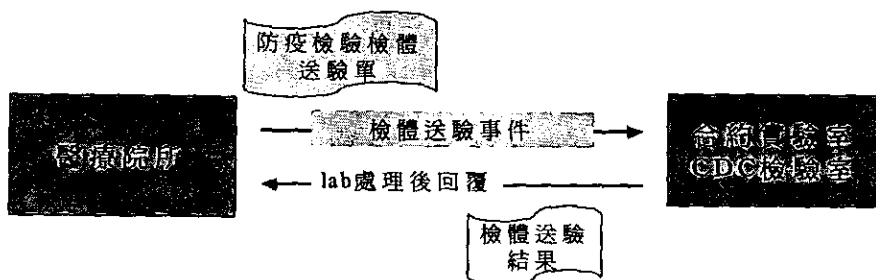 防疫檢驗檢體
送驗單
檢體送驗事件
醫療院所
合約實驗室
CDC檢驗室
lab處理後回覆
檢體送驗
結果